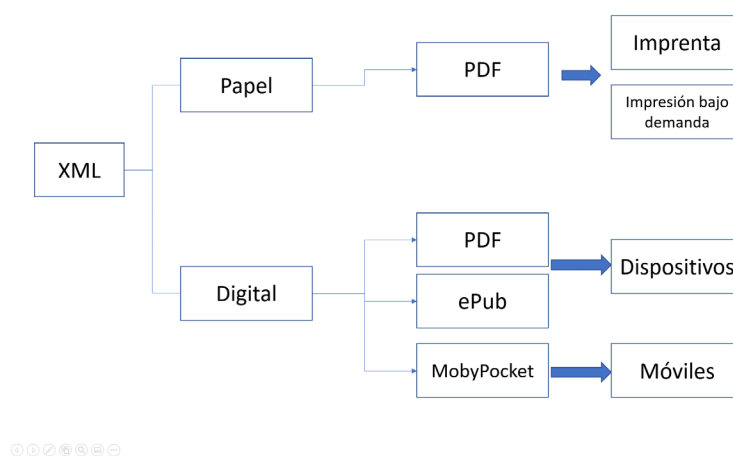 Imprenta
PDF
Papel
Impresión bajo
demanda
XML
PDF
Dispositivos
Digital
ePub
MobyPocket
Móviles